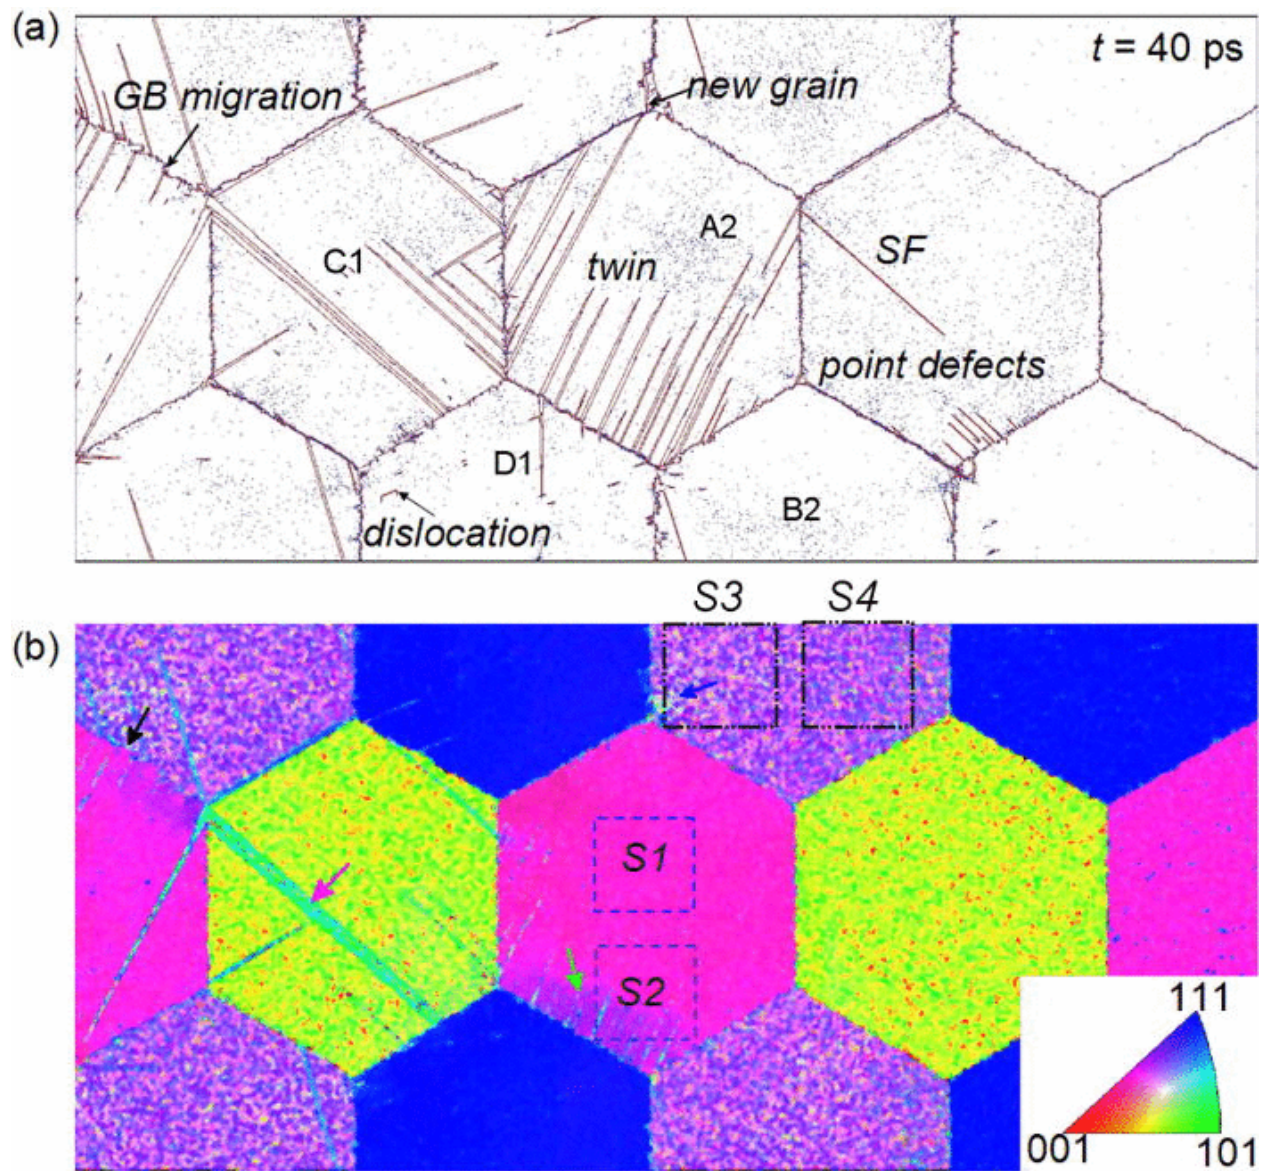 (a)
t = 40 ps
GB migration
new grain
A2
C1
SF
twin
point defects
D1
B2
dislocation
S3 S4
(b)
S1
S2
111
001 101